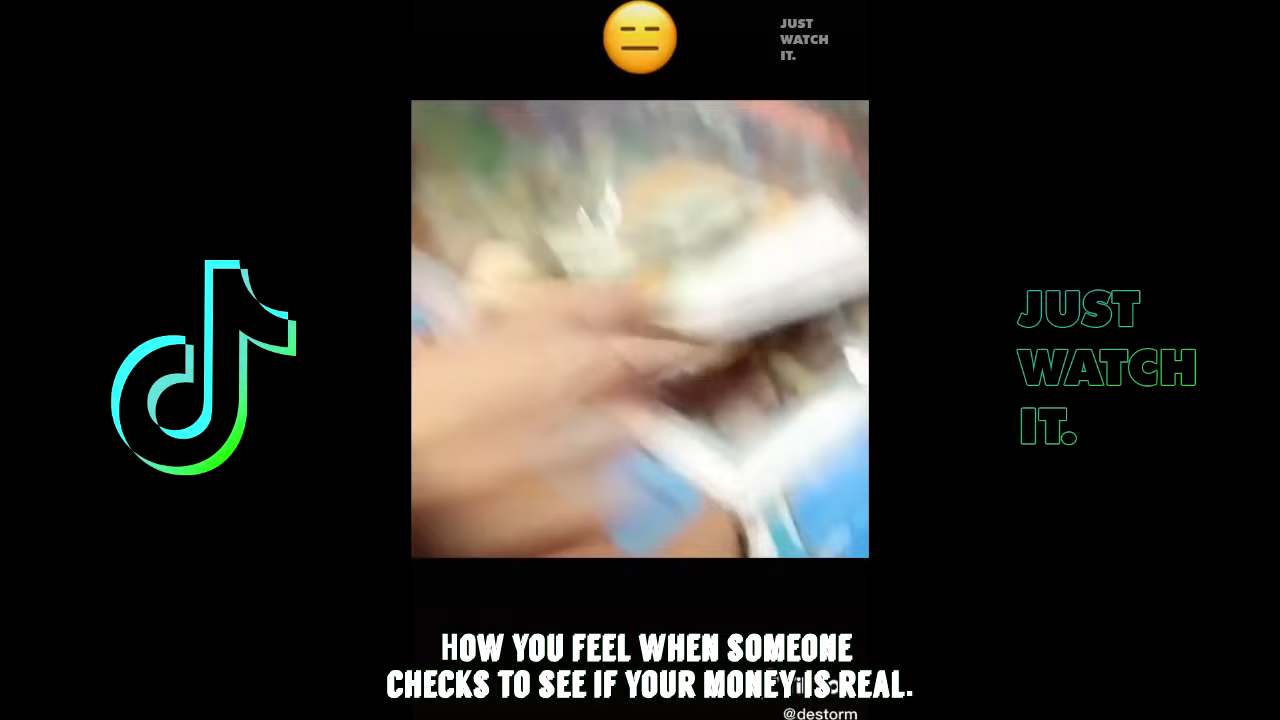 JUST
WATCH
IT.
JUST
WATCH
IT.
HOW YOU FEEL WHEN SOMEONE
CHECKS TO SEE IF YOUR MONEY IS REAL.
@destorm